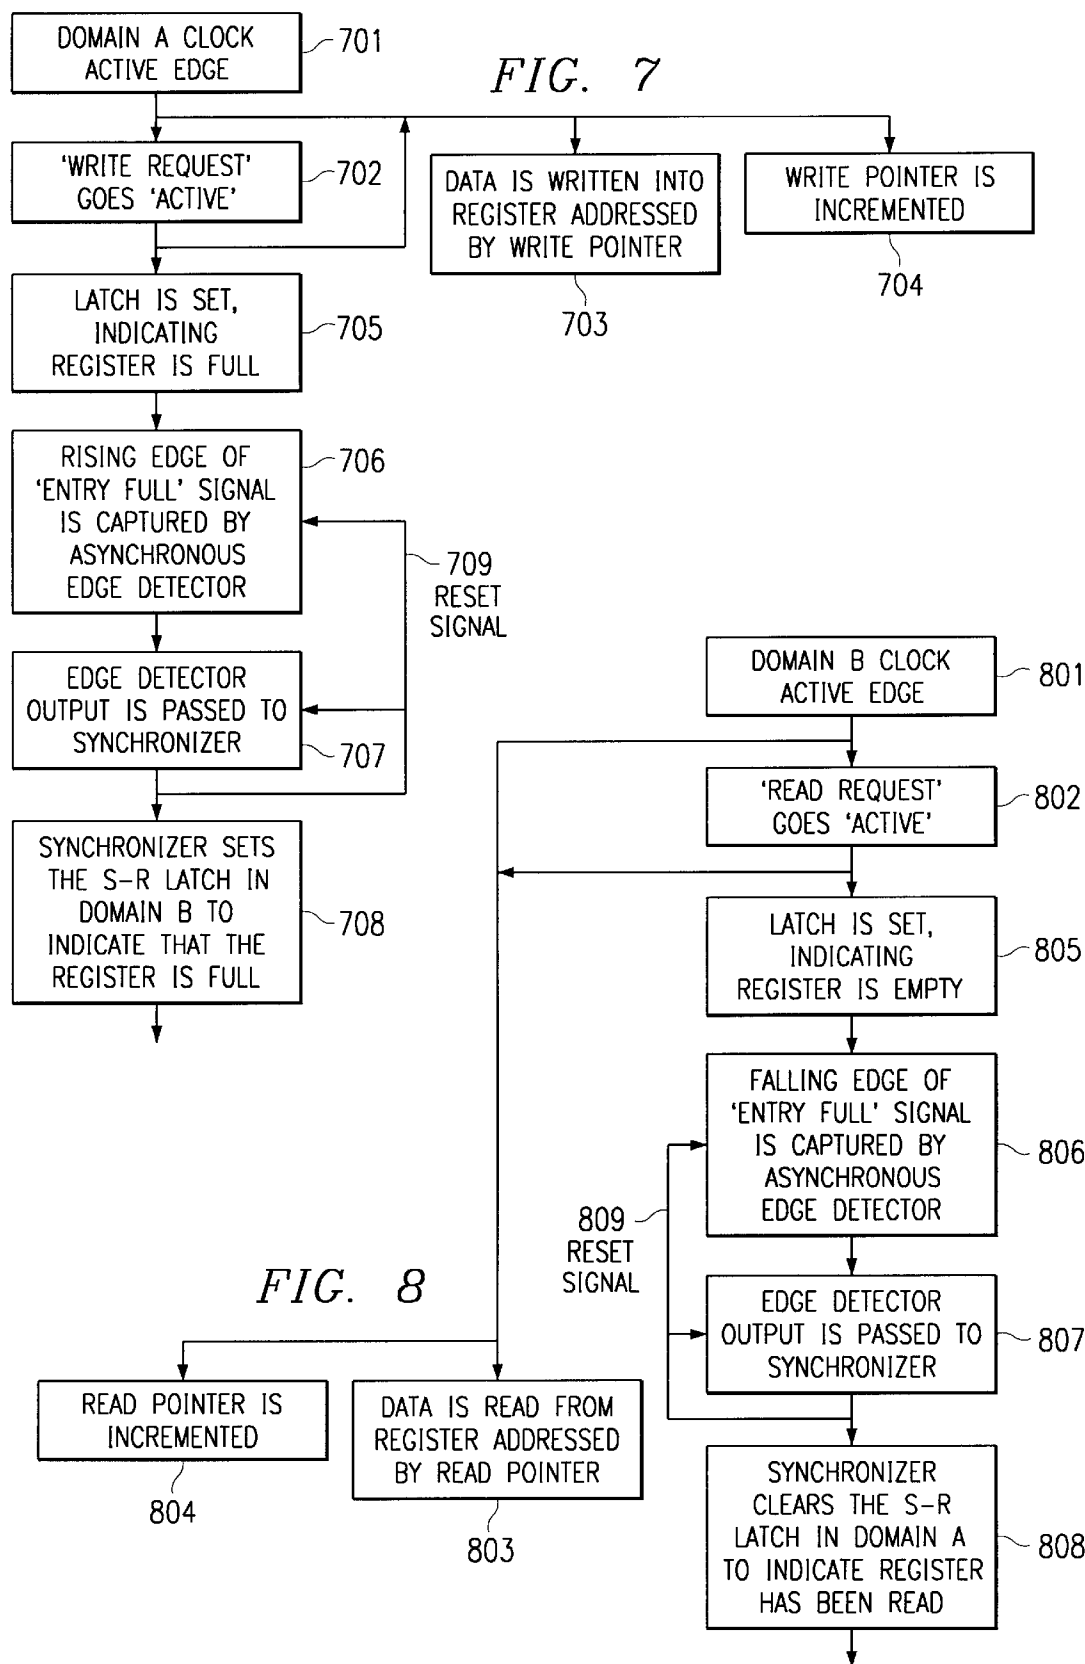 FIG. 7
DOMAIN A CLOCK
ACTIVE EDGE
701
'WRITE REQUEST'
GOES 'ACTIVE'
702
DATA IS WRITTEN INTO
REGISTER ADDRESSED
BY WRITE POINTER
703
WRITE POINTER IS
INCREMENTED
704
LATCH IS SET,
INDICATING
REGISTER IS FULL
705
RISING EDGE OF
'ENTRY FULL' SIGNAL
IS CAPTURED BY
ASYNCHRONOUS
EDGE DETECTOR
706
709
RESET
SIGNAL
EDGE DETECTOR
OUTPUT IS PASSED TO
SYNCHRONIZER
707
SYNCHRONIZER SETS
THE S-R LATCH IN
DOMAIN B TO
INDICATE THAT THE
REGISTER IS FULL
708
FIG. 8
DOMAIN B CLOCK
ACTIVE EDGE
801
'READ REQUEST'
GOES 'ACTIVE'
802
LATCH IS SET,
INDICATING
REGISTER IS EMPTY
805
FALLING EDGE OF
'ENTRY FULL' SIGNAL
IS CAPTURED BY
ASYNCHRONOUS
EDGE DETECTOR
806
809
RESET
SIGNAL
EDGE DETECTOR
OUTPUT IS PASSED TO
SYNCHRONIZER
807
READ POINTER IS
INCREMENTED
804
DATA IS READ FROM
REGISTER ADDRESSED
BY READ POINTER
803
SYNCHRONIZER
CLEARS THE S-R
LATCH IN DOMAIN A
TO INDICATE REGISTER
HAS BEEN READ
808